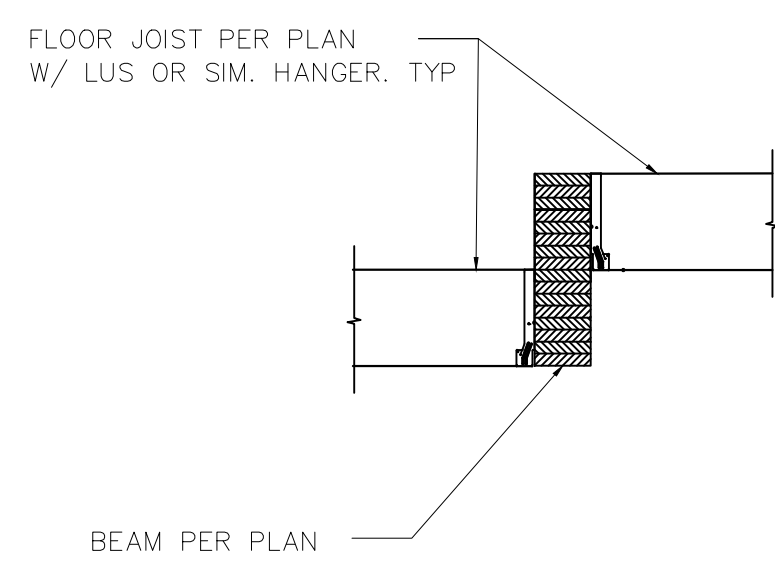 FLOOR JOIST PER PLAN
W/ LUS OR SIM. HANGER. TYP
BEAM PER PLAN